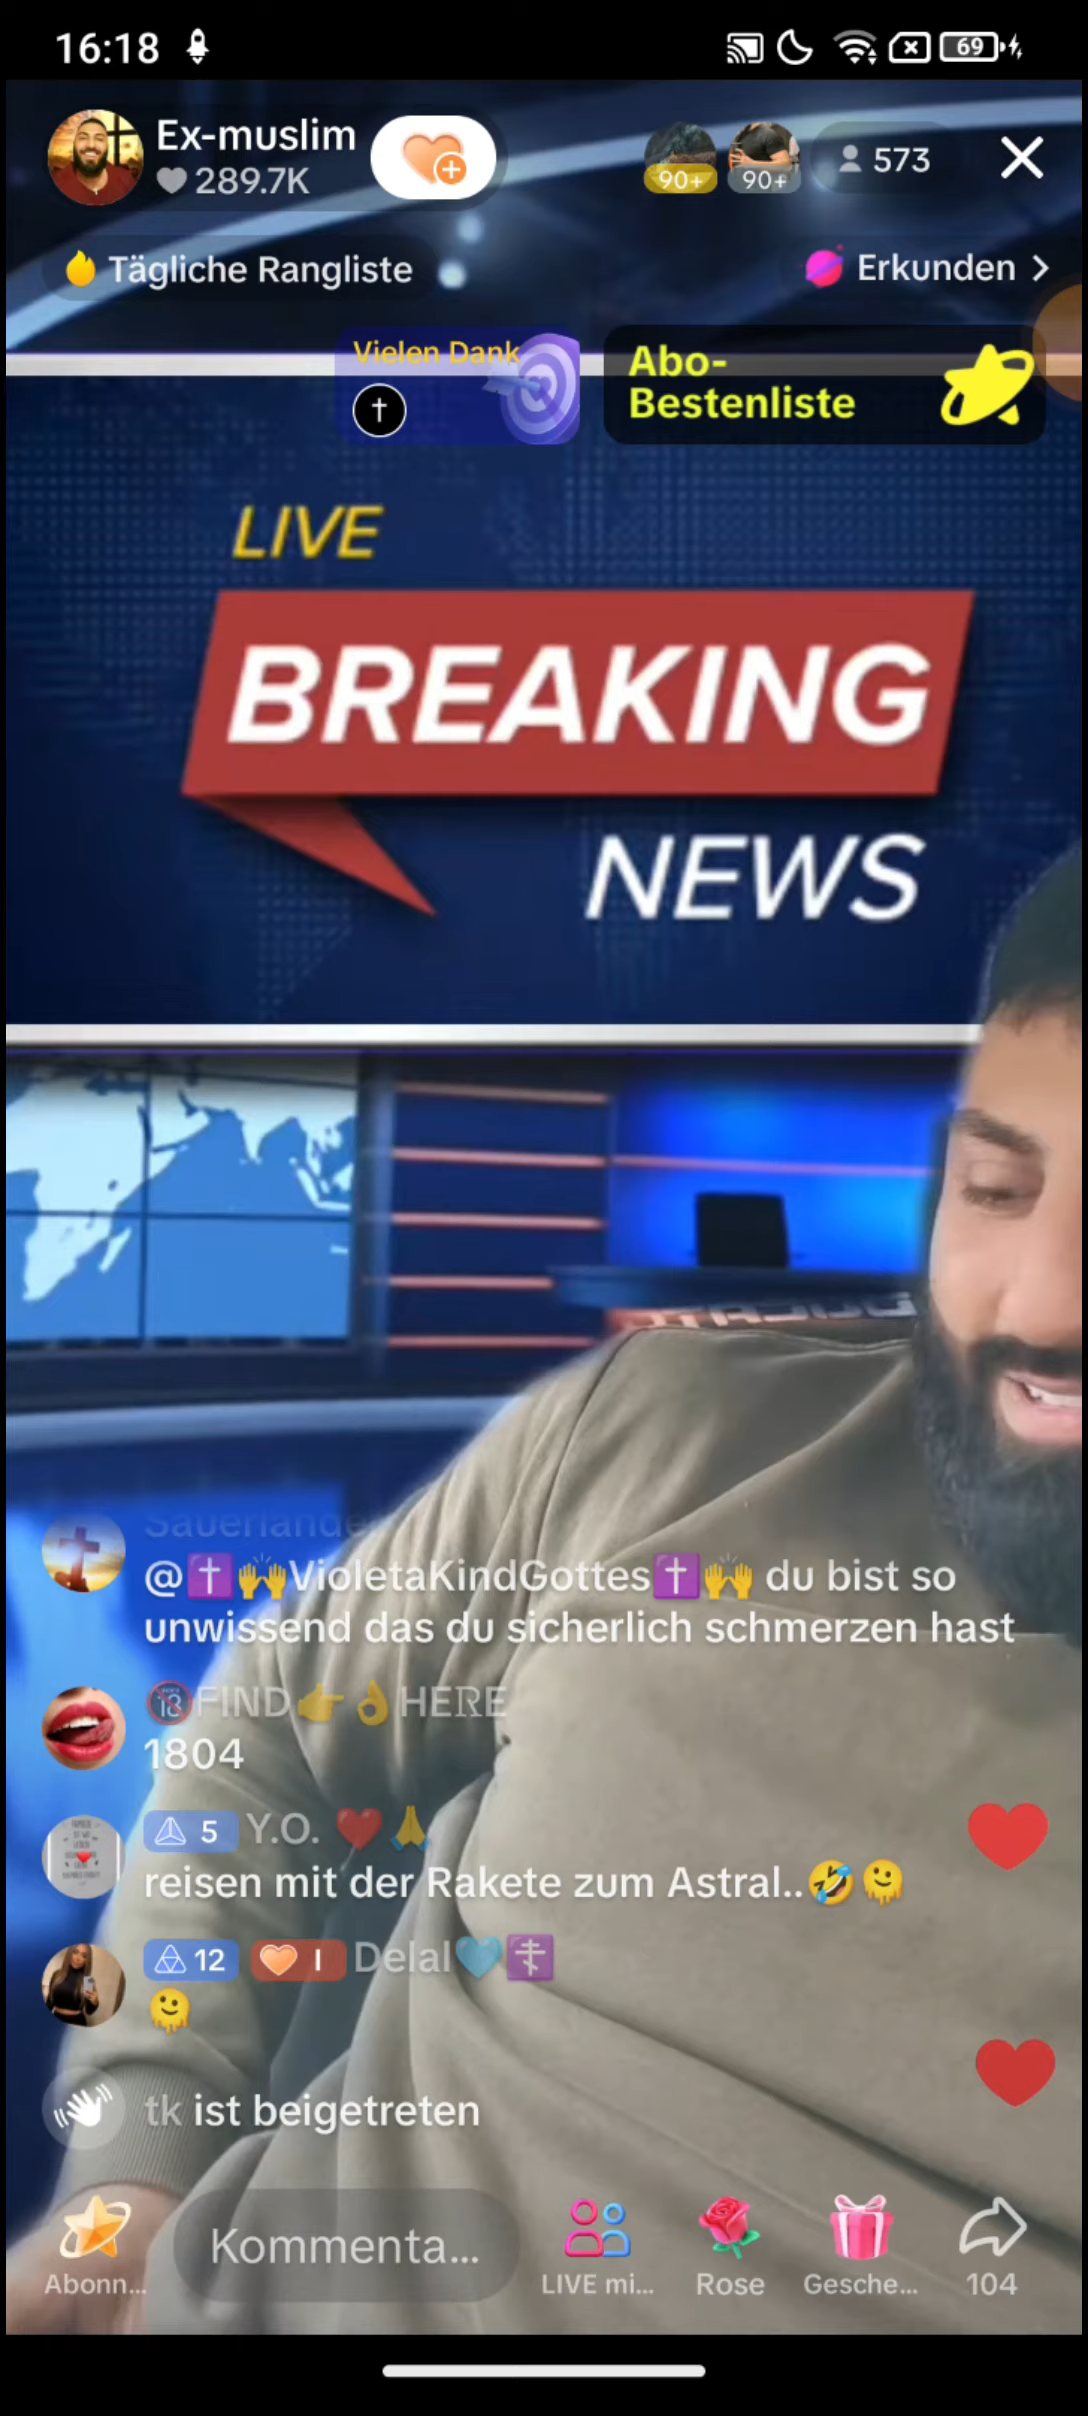 16:18
69
Ex-muslim
289.7K
90+
90+
573
Tägliche Rangliste
Erkunden >
Vielen Dank
Abo-
Bestenliste
LIVE
BREAKING
NEWS
Sauerlände
@✝️🙌VioletaKindGottes✝️🙌 du bist so
unwissend das du sicherlich schmerzen hast
🔞FIND👉👌HERE
1804
5 Y.O. ❤️🙏
reisen mit der Rakete zum Astral..🤣🫠
12 I Delal🩵☦️
🫠
tk ist beigetreten
Abonn...
Kommenta...
LIVE mi...
Rose
Gesche...
104